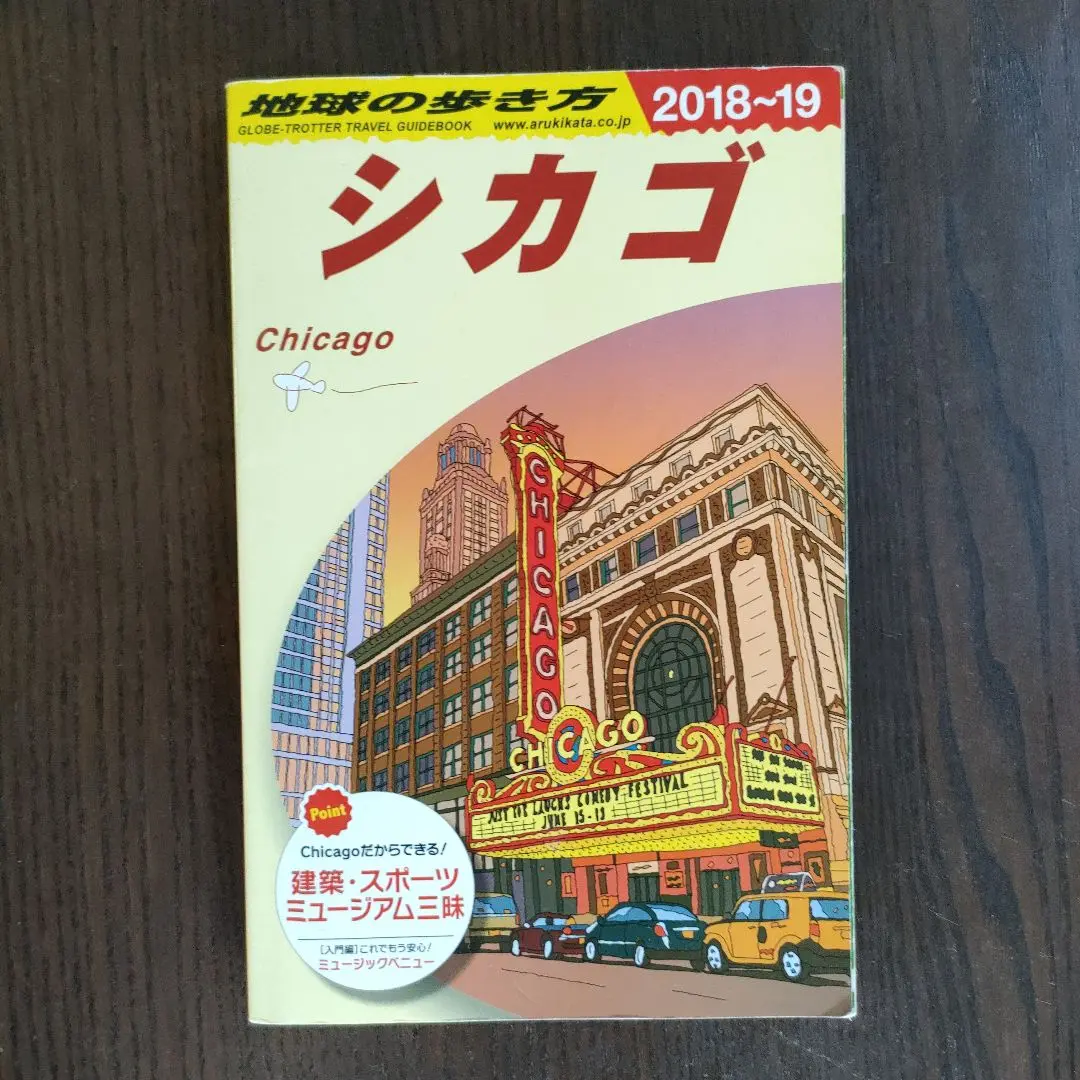 地球の歩き方
GLOBE-TROTTER TRAVEL GUIDEBOOK
www.arukikata.co.jp
2018~19
シカゴ
Chicago
CHICAGO
CHICAGO
JUST FOR LAUGHS COMEDY FESTIVAL
JUNE 15-19
Point
Chicagoだからできる!
建築・スポーツ
ミュージアム三昧
[入門編]これでもう安心!
ミュージックベニュー